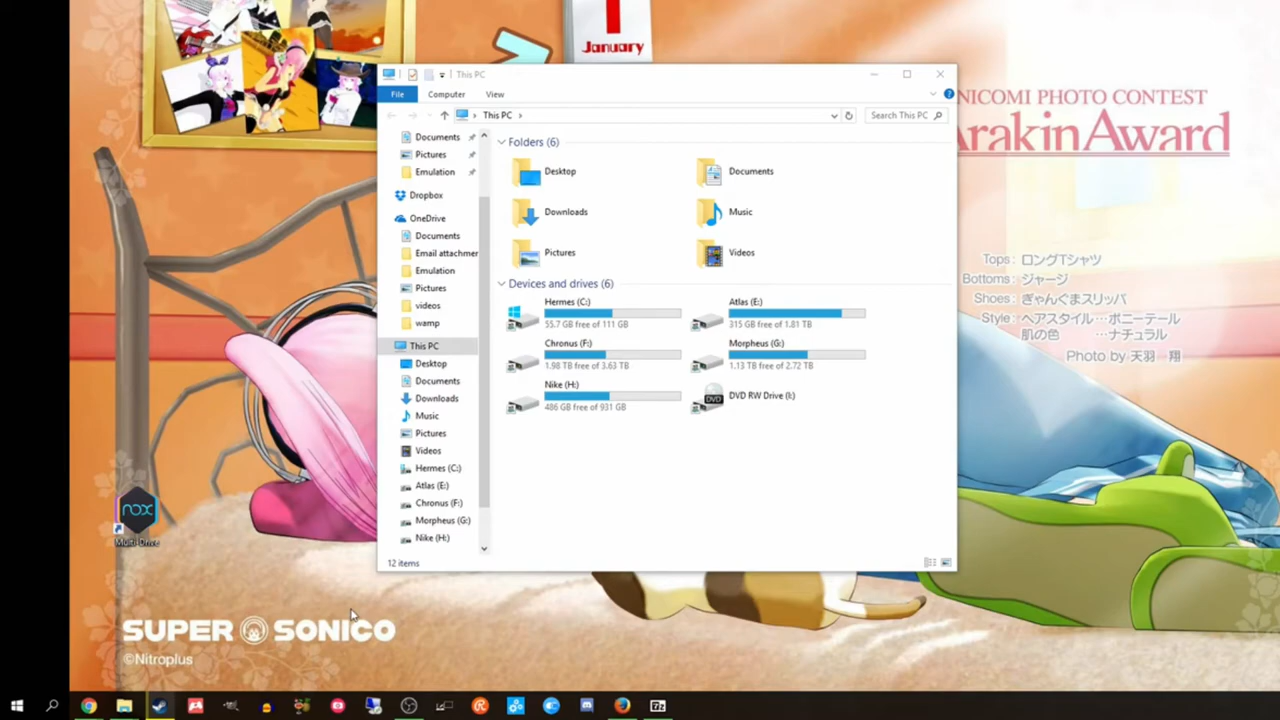 January
NICOMI PHOTO CONTEST
ArakinAward
Tops: ロングTシャツ
Bottoms: ジャージ
Shoes: ぎゃんぐまスリッパ
Style: ヘアスタイル…ポニーテール
肌の色 …ナチュラル
Photo by 天羽 翔
This PC
File
Computer
View
This PC
Search This PC
Documents
Pictures
Emulation
Dropbox
OneDrive
Documents
Email attachmen
Emulation
Pictures
videos
wamp
This PC
Desktop
Documents
Downloads
Music
Pictures
Videos
Hermes (C:)
Atlas (E:)
Chronus (F:)
Morpheus (G:)
Nike (H:)
Folders (6)
Desktop
Documents
Downloads
Music
Pictures
Videos
Devices and drives (6)
Hermes (C:)
55.7 GB free of 111 GB
Atlas (E:)
315 GB free of 1.81 TB
Chronus (F:)
1.98 TB free of 3.63 TB
Morpheus (G:)
1.13 TB free of 2.72 TB
Nike (H:)
486 GB free of 931 GB
DVD
DVD RW Drive (I:)
12 items
nox
Multi-Drive
SUPER SONICO
©Nitroplus
7z